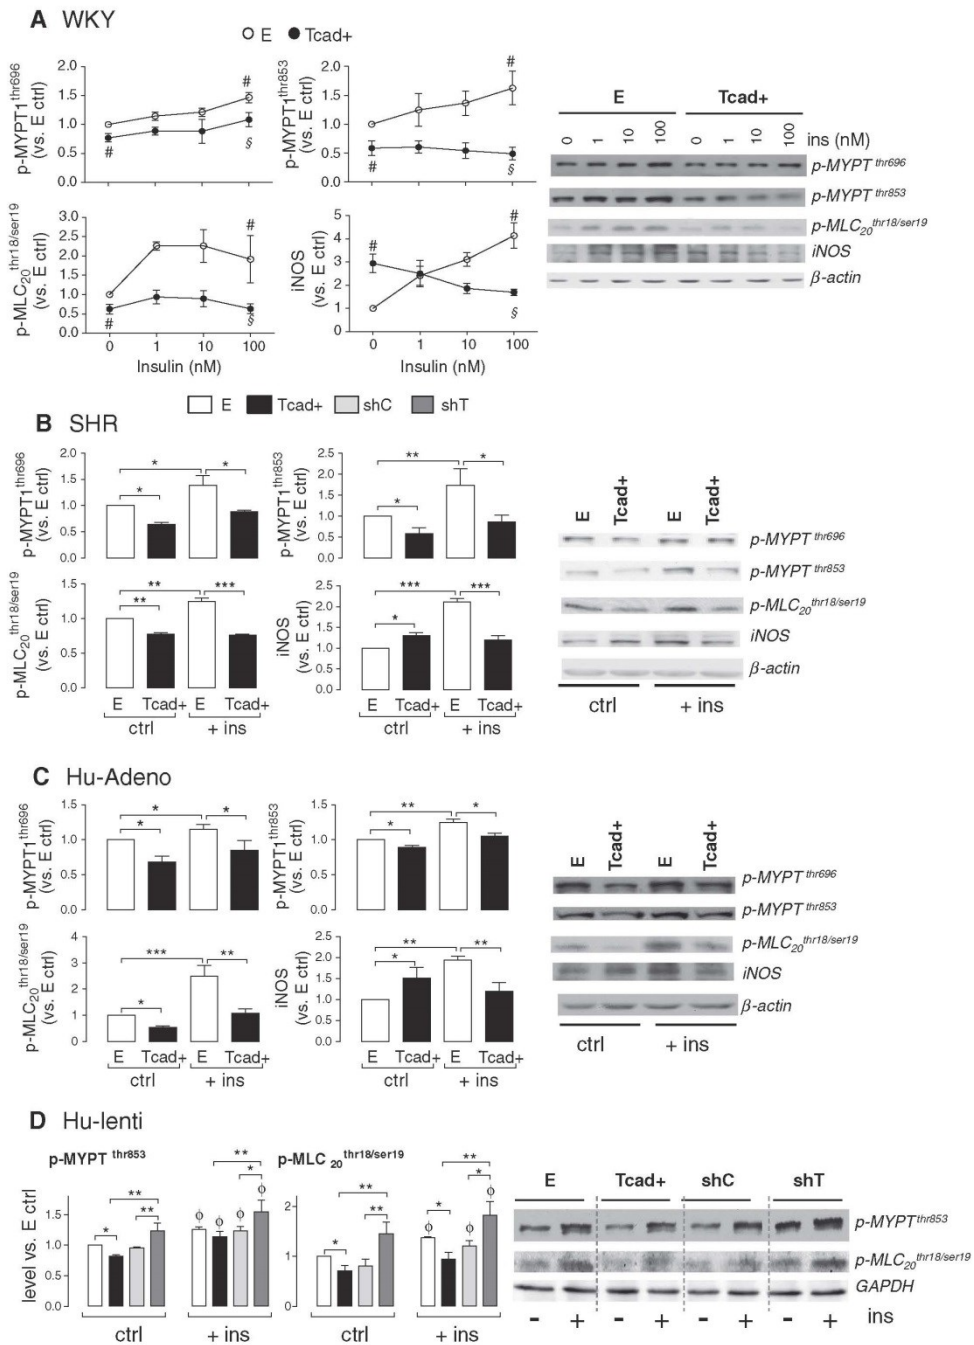 A WKY
E Tcad+
p-MYPT1thr696
(vs. E ctrl)
2.0
1.5
1.0
0.5
0.0
#
#
§
p-MYPT1thr853
(vs. E ctrl)
2.0
1.5
1.0
0.5
0.0
#
#
§
p-MLC20thr18/ser19
(vs. E ctrl)
3.0
2.5
2.0
1.5
1.0
0.5
0.0
#
#
§
0 1 10 100
Insulin (nM)
iNOS
(vs. E ctrl)
5
4
3
2
1
0
#
#
§
0 1 10 100
Insulin (nM)
E Tcad+
0 1 10 100 0 1 10 100 ins (nM)
p-MYPT thr696
p-MYPT thr853
p-MLC20thr18/ser19
iNOS
β-actin
E Tcad+ shC shT
B SHR
p-MYPT1thr696
(vs. E ctrl)
2.0
1.5
1.0
0.5
0.0
* *
*
p-MYPT1thr853
(vs. E ctrl)
2.5
2.0
1.5
1.0
0.5
0.0
** *
*
p-MLC20thr18/ser19
(vs. E ctrl)
1.5
1.0
0.5
0.0
** ***
**
E Tcad+ E Tcad+
ctrl + ins
iNOS
(vs. E ctrl)
2.5
2.0
1.5
1.0
0.5
0.0
*** ***
*
E Tcad+ E Tcad+
ctrl + ins
E Tcad+ E Tcad+
p-MYPT thr696
p-MYPT thr853
p-MLC20thr18/ser19
iNOS
β-actin
ctrl + ins
C Hu-Adeno
p-MYPT1thr696
(vs. E ctrl)
1.5
1.0
0.5
0.0
* *
*
p-MYPT1thr853
(vs. E ctrl)
1.5
1.0
0.5
0.0
** *
*
p-MLC20thr18/ser19
(vs. E ctrl)
4
3
2
1
0
*** **
*
E Tcad+ E Tcad+
ctrl + ins
iNOS
(vs. E ctrl)
2.5
2.0
1.5
1.0
0.5
0.0
** **
*
E Tcad+ E Tcad+
ctrl + ins
E Tcad+ E Tcad+
p-MYPT thr696
p-MYPT thr853
p-MLC20thr18/ser19
iNOS
β-actin
ctrl + ins
D Hu-lenti
p-MYPT thr853
level vs. E ctrl
1.5
1.0
0.5
0.0
**
* **
**
*
ϕ ϕ ϕ ϕ
ctrl + ins
p-MLC 20 thr18/ser19
2
1
0
**
* **
**
* *
ϕ ϕ ϕ
ctrl + ins
E Tcad+ shC shT
p-MYPTthr853
p-MLC20thr18/ser19
GAPDH
- + - + - + - + ins